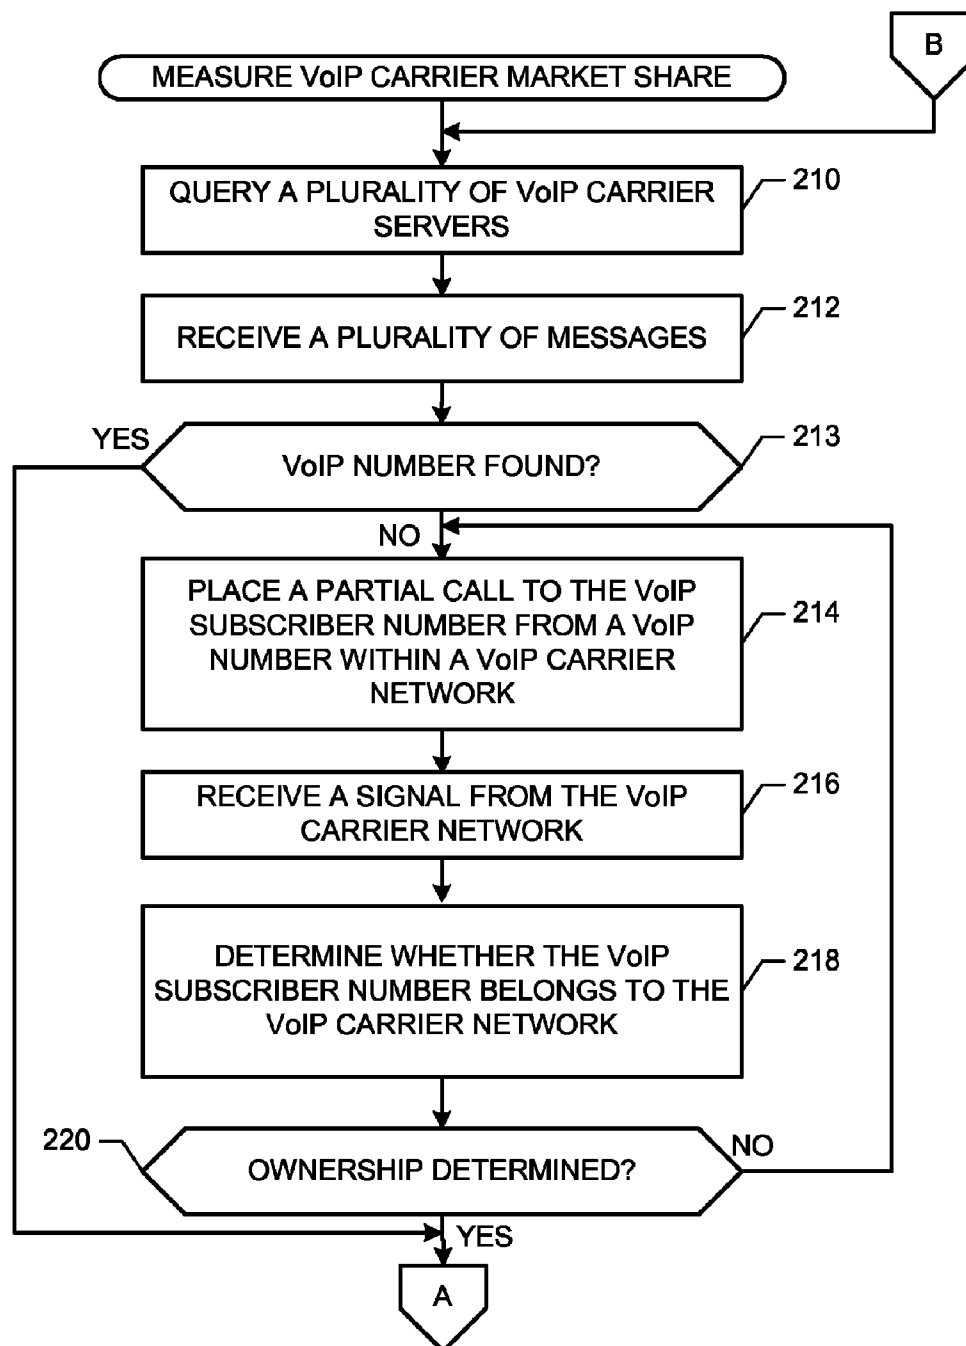 B
MEASURE VoIP CARRIER MARKET SHARE
QUERY A PLURALITY OF VoIP CARRIER
SERVERS
210
RECEIVE A PLURALITY OF MESSAGES
212
YES
VoIP NUMBER FOUND?
213
NO
PLACE A PARTIAL CALL TO THE VoIP
SUBSCRIBER NUMBER FROM A VoIP
NUMBER WITHIN A VoIP CARRIER
NETWORK
214
RECEIVE A SIGNAL FROM THE VoIP
CARRIER NETWORK
216
DETERMINE WHETHER THE VoIP
SUBSCRIBER NUMBER BELONGS TO THE
VoIP CARRIER NETWORK
218
220
OWNERSHIP DETERMINED?
NO
YES
A